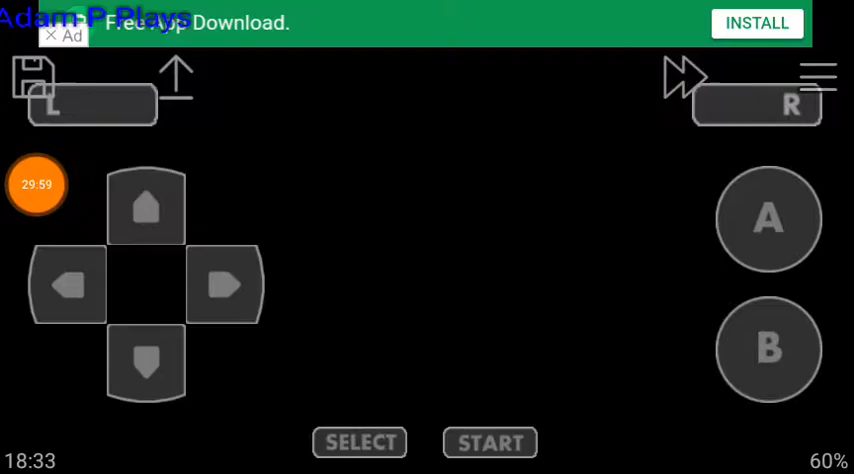 Adam P Plays
Free App Download.
INSTALL
Ad
L
R
29:59
A
B
SELECT
START
18:33
60%